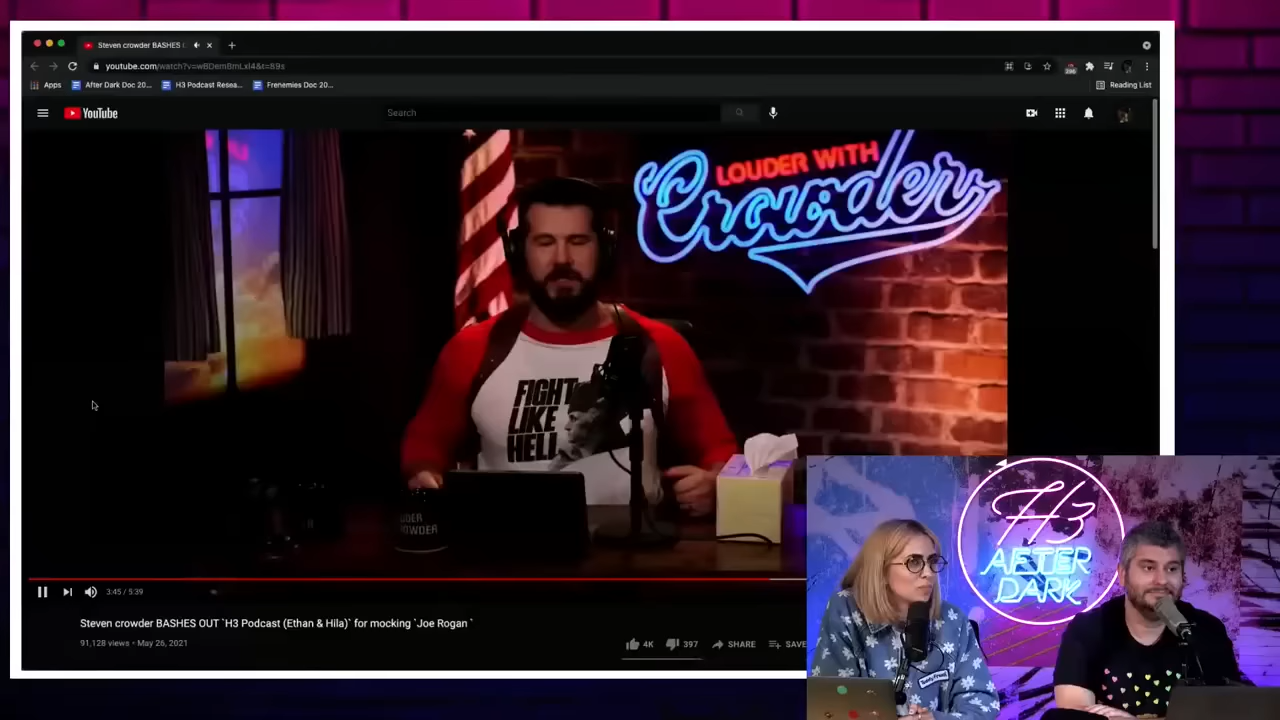 Steven crowder BASHES
youtube.com/watch?v=wBDemBmLxI4&t=89s
Apps
After Dark Doc 20...
H3 Podcast Resea...
Frenemies Doc 20...
Reading List
YouTube
Search
LOUDER WITH
Crowder
FIGHT
LIKE
HELL
H3
AFTER
DARK
3:45 / 5:39
Steven crowder BASHES OUT `H3 Podcast (Ethan & Hila)` for mocking `Joe Rogan `
91,128 views • May 26, 2021
4K
397
SHARE
SAVE